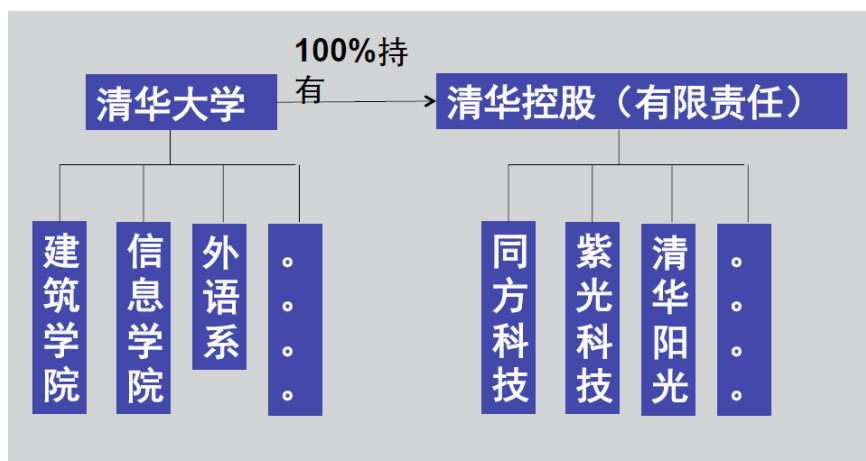 100%持
有
清华大学
清华控股（有限责任）
建筑学院
信息学院
外语系
。。。。
同方科技
紫光科技
清华阳光
。。。。